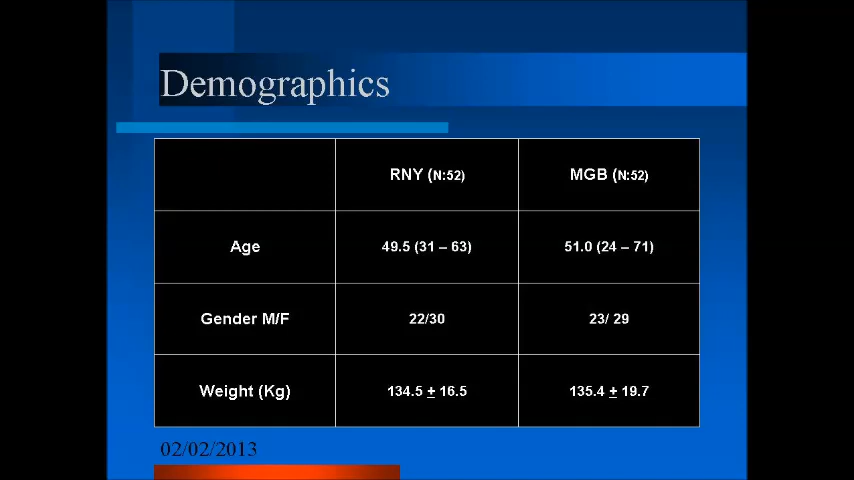 Demographics
RNY (N:52) MGB (N:52)
Age 49.5 (31 – 63) 51.0 (24 – 71)
Gender M/F 22/30 23/ 29
Weight (Kg) 134.5 ± 16.5 135.4 ± 19.7
02/02/2013